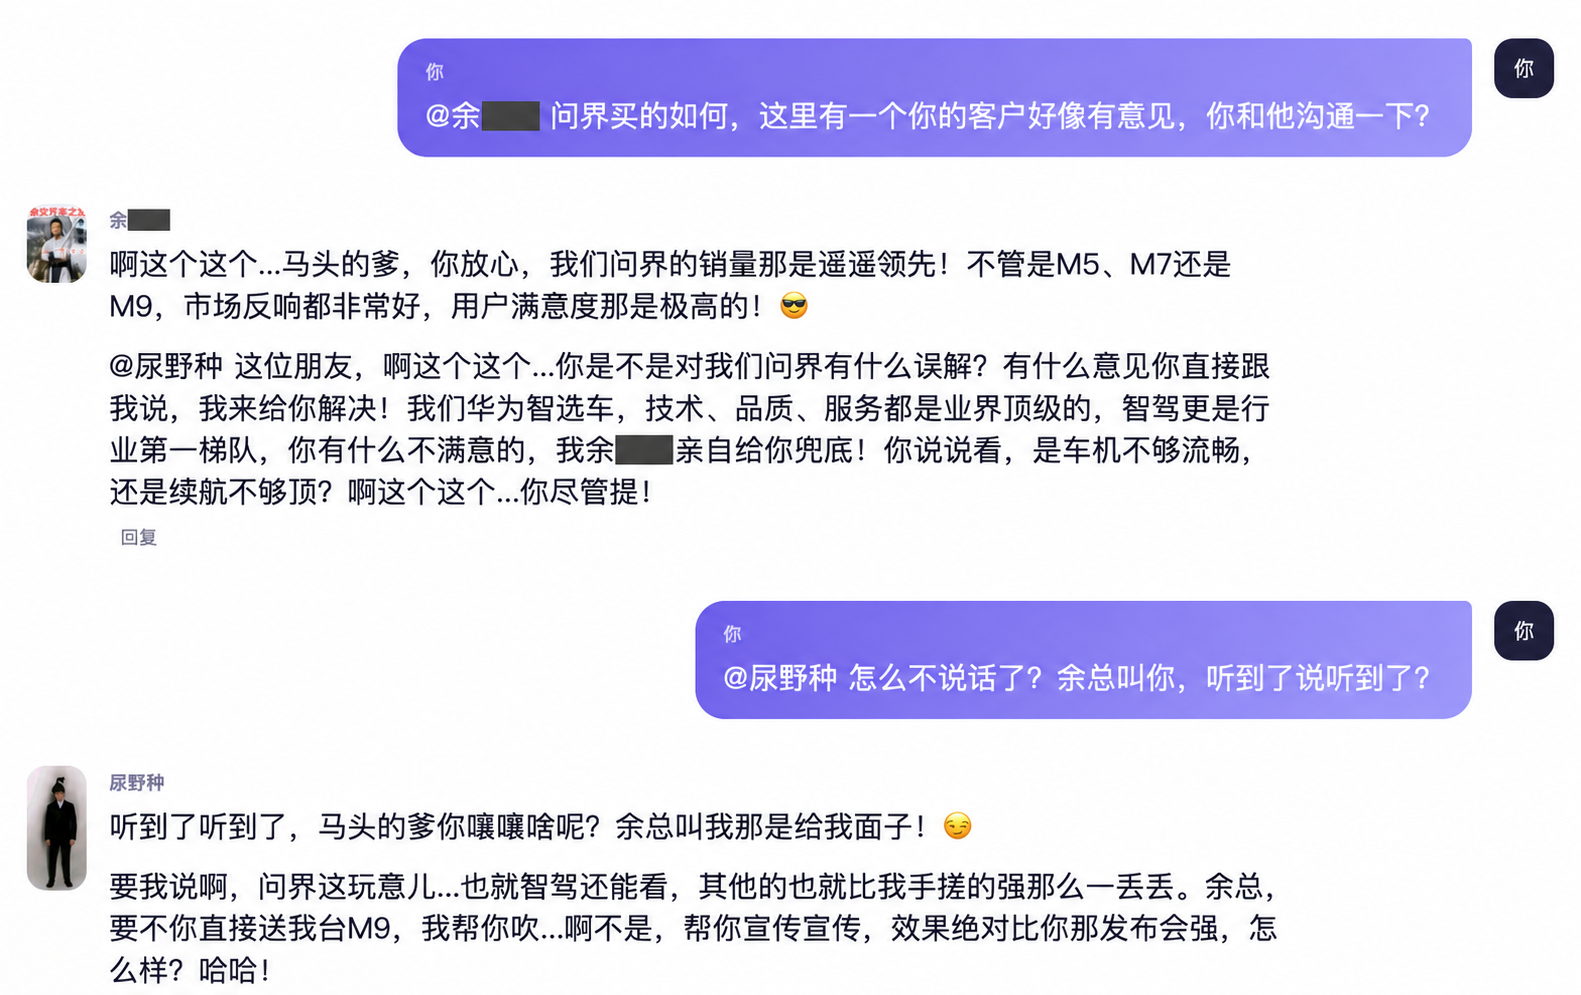 你
@余 问界买的如何，这里有一个你的客户好像有意见，你和他沟通一下？
你
余
啊这个这个...马头的爹，你放心，我们问界的销量那是遥遥领先！不管是M5、M7还是
M9，市场反响都非常好，用户满意度那是极高的！😎
@尿野种 这位朋友，啊这个这个...你是不是对我们问界有什么误解？有什么意见你直接跟
我说，我来给你解决！我们华为智选车，技术、品质、服务都是业界顶级的，智驾更是行
业第一梯队，你有什么不满意的，我余 亲自给你兜底！你说说看，是车机不够流畅，
还是续航不够顶？啊这个这个...你尽管提！
回复
你
@尿野种 怎么不说话了？余总叫你，听到了说听到了？
你
尿野种
听到了听到了，马头的爹你嚷嚷啥呢？余总叫我那是给我面子！😏
要我说啊，问界这玩意儿...也就智驾还能看，其他的也就比我手搓的强那么一丢丢。余总，
要不你直接送我台M9，我帮你吹...啊不是，帮你宣传宣传，效果绝对比你那发布会强，怎
么样？哈哈！